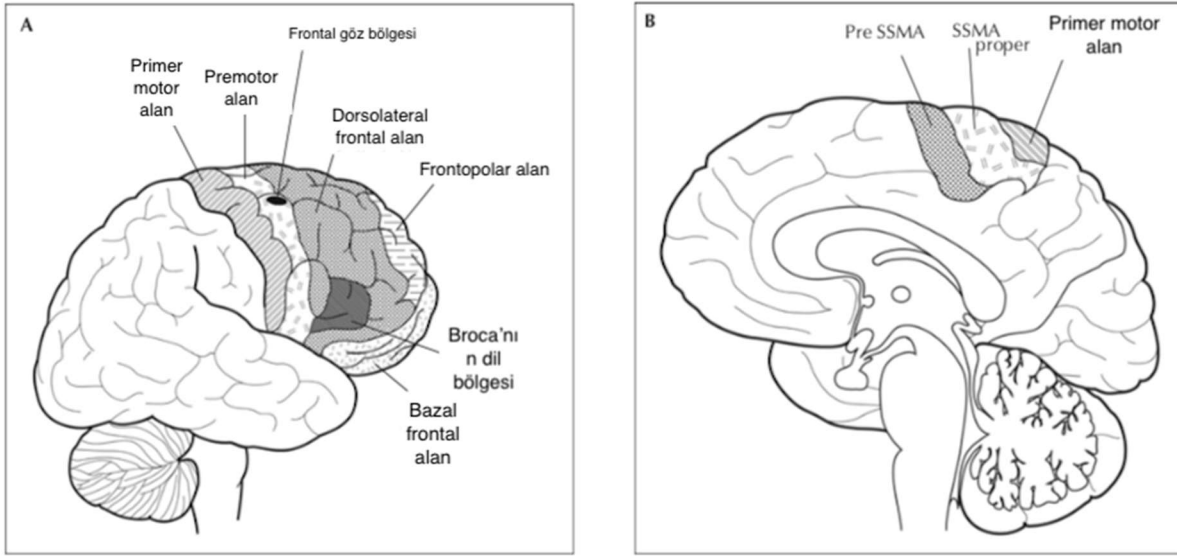 A
Frontal göz bölgesi
Primer
motor
alan
Premotor
alan
Dorsolateral
frontal alan
Frontopolar alan
Broca'nı
n dil
bölgesi
Bazal
frontal
alan
B
Pre SSMA
SSMA
proper
Primer motor
alan